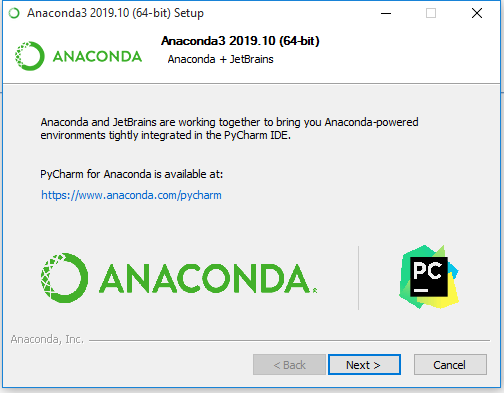 Anaconda3 2019.10 (64-bit) Setup
ANACONDA
Anaconda3 2019.10 (64-bit)
Anaconda + JetBrains
Anaconda and JetBrains are working together to bring you Anaconda-powered
environments tightly integrated in the PyCharm IDE.
PyCharm for Anaconda is available at:
https://www.anaconda.com/pycharm
ANACONDA®
PC
Anaconda, Inc.
< Back
Next >
Cancel